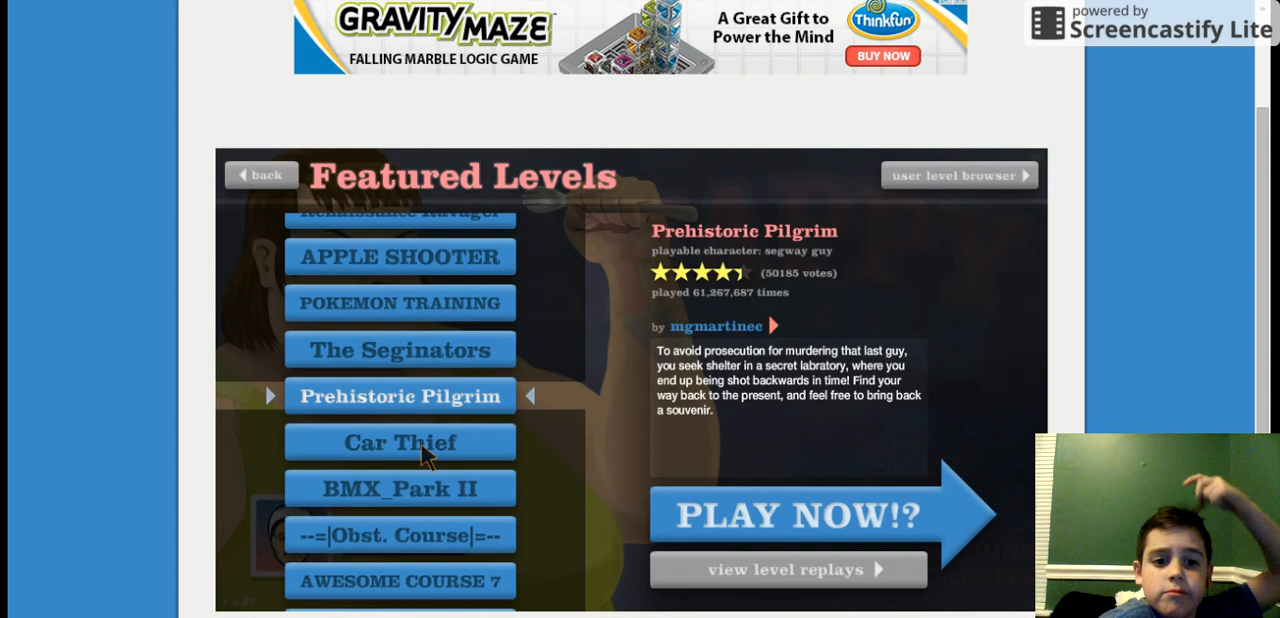 GRAVITY MAZE
FALLING MARBLE LOGIC GAME
A Great Gift to
Power the Mind
ThinkFun
BUY NOW
powered by
Screencastify Lite
back
Featured Levels
user level browser
Renaissance Ravager
APPLE SHOOTER
POKEMON TRAINING
The Seginators
Prehistoric Pilgrim
Car Thief
BMX_Park II
--=|Obst. Course|=--
AWESOME COURSE 7
Prehistoric Pilgrim
playable character: segway guy
(50185 votes)
played 61,267,687 times
by mgmartinec
To avoid prosecution for murdering that last guy,
you seek shelter in a secret labratory, where you
end up being shot backwards in time! Find your
way back to the present, and feel free to bring back
a souvenir.
PLAY NOW!?
view level replays